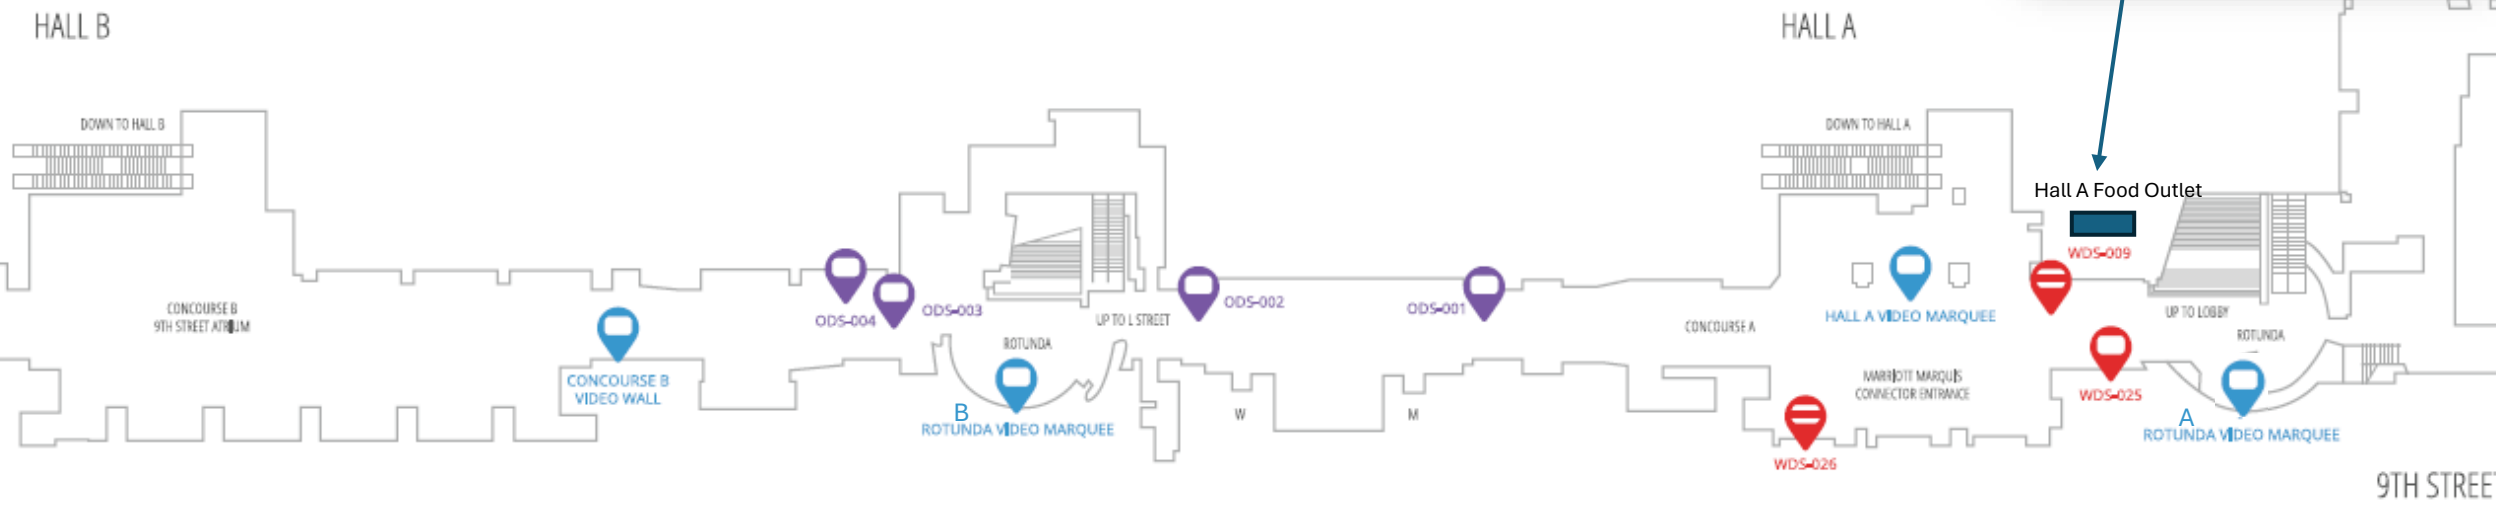 HALL B
HALL A
DOWN TO HALL B
DOWN TO HALL A
Hall A Food Outlet
WDS-009
CONCOURSE B
9TH STREET ATRIUM
ODS-004
ODS-003
ODS-002
ODS-001
UP TO L STREET
HALL A VIDEO MARQUEE
CONCOURSE A
UP TO LOBBY
ROTUNDA
ROTUNDA
CONCOURSE B
VIDEO WALL
MARRIOTT MARQUIS
CONNECTOR ENTRANCE
WDS-025
B
ROTUNDA VIDEO MARQUEE
W
M
A
ROTUNDA VIDEO MARQUEE
WDS-026
9TH STREE